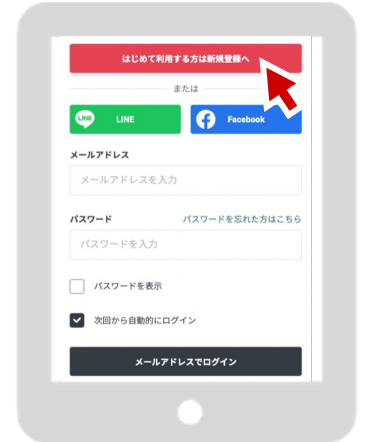 はじめて利用する方は新規登録へ
または
LINE LINE
Facebook
メールアドレス
メールアドレスを入力
パスワード パスワードを忘れた方はこちら
パスワードを入力
パスワードを表示
次回から自動的にログイン
メールアドレスでログイン